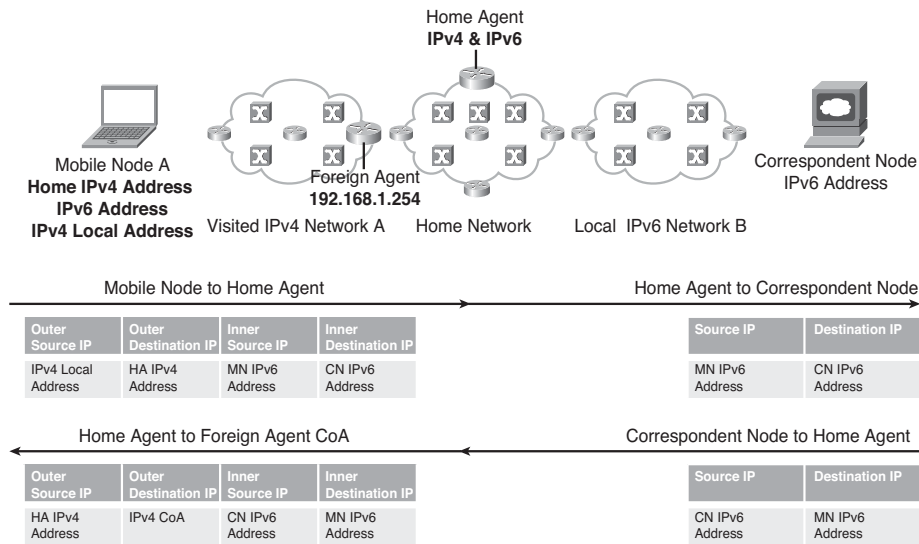 Home Agent
IPv4 & IPv6
Mobile Node A
Home IPv4 Address
IPv6 Address
IPv4 Local Address
Foreign Agent
192.168.1.254
Correspondent Node
IPv6 Address
Visited IPv4 Network A
Home Network
Local IPv6 Network B
Mobile Node to Home Agent
Home Agent to Correspondent Node
Outer Source IP
Outer Destination IP
Inner Source IP
Inner Destination IP
IPv4 Local Address
HA IPv4 Address
MN IPv6 Address
CN IPv6 Address
Source IP
Destination IP
MN IPv6 Address
CN IPv6 Address
Home Agent to Foreign Agent CoA
Correspondent Node to Home Agent
Outer Source IP
Outer Destination IP
Inner Source IP
Inner Destination IP
HA IPv4 Address
IPv4 CoA
CN IPv6 Address
MN IPv6 Address
Source IP
Destination IP
CN IPv6 Address
MN IPv6 Address